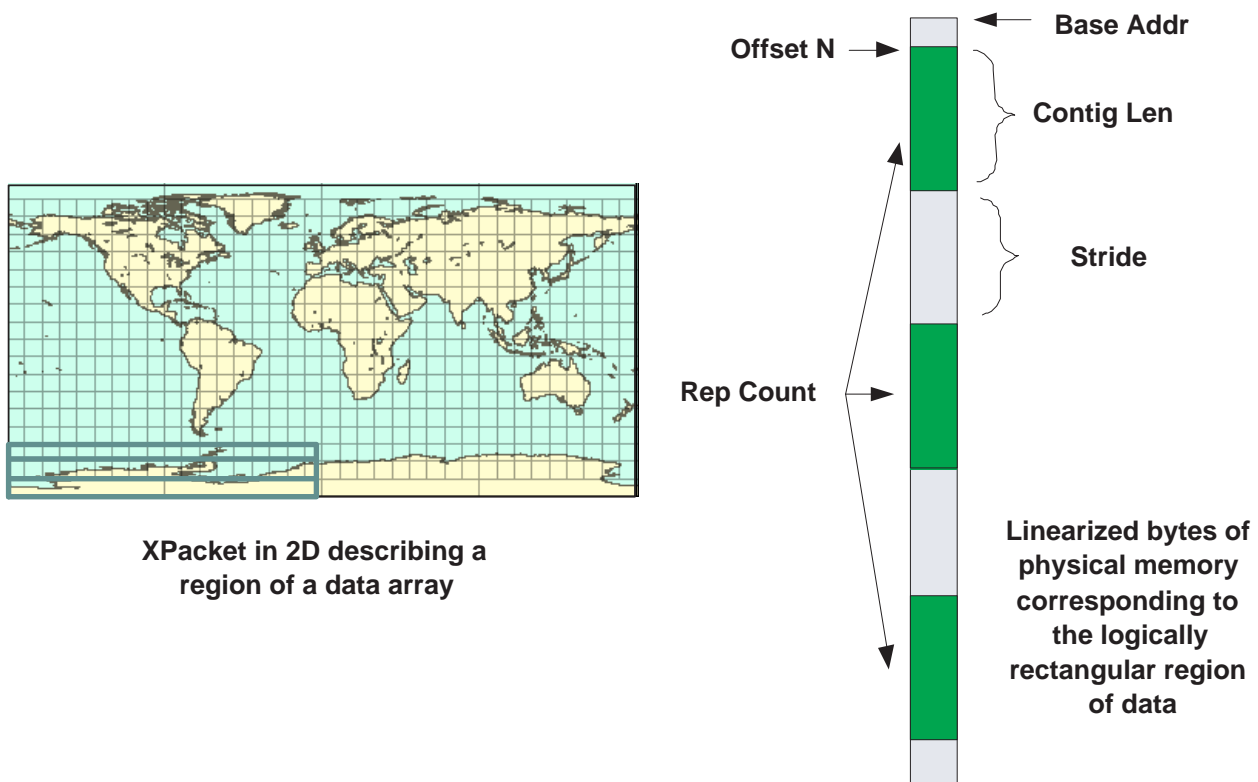 Base Addr
Offset N
Contig Len
Stride
Rep Count
XPacket in 2D describing a
region of a data array
Linearized bytes of
physical memory
corresponding to
the logically
rectangular region
of data